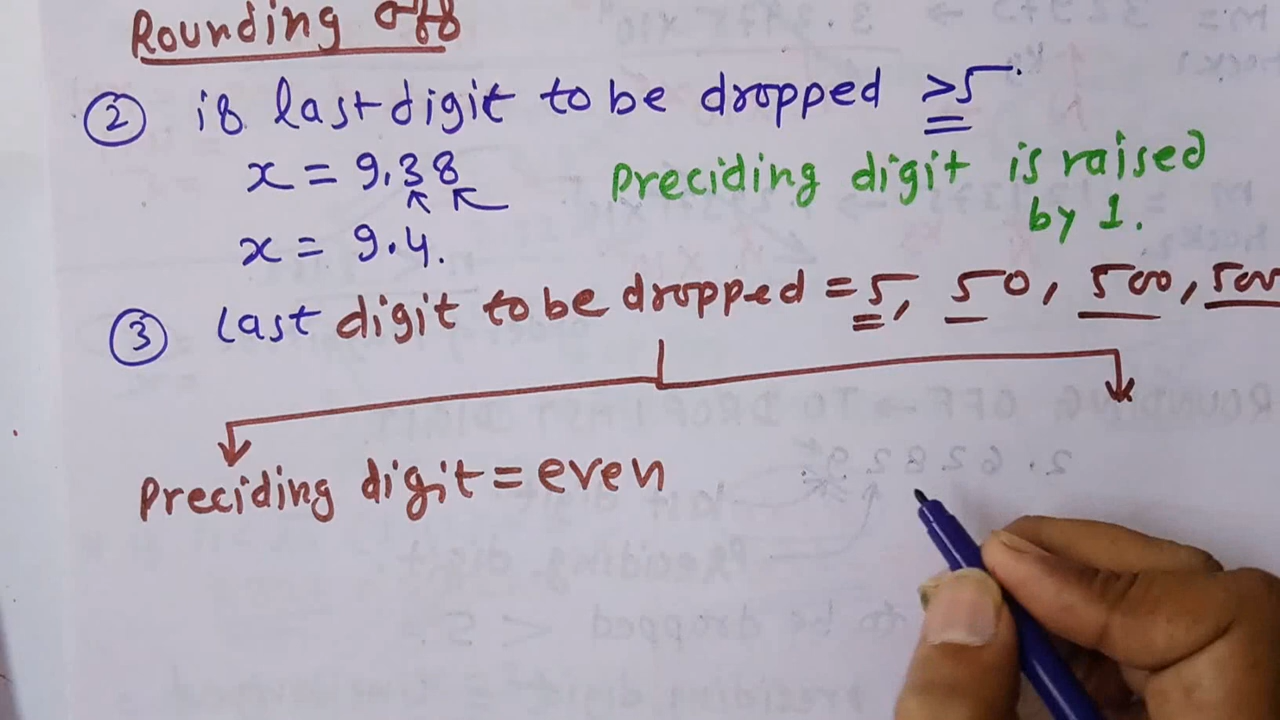 Rounding off
② if last digit to be dropped >5.
x = 9.38
Preciding digit is raised
by 1.
x = 9.4.
③ Last digit to be dropped = 5, 50, 500, 500
Preciding digit = even